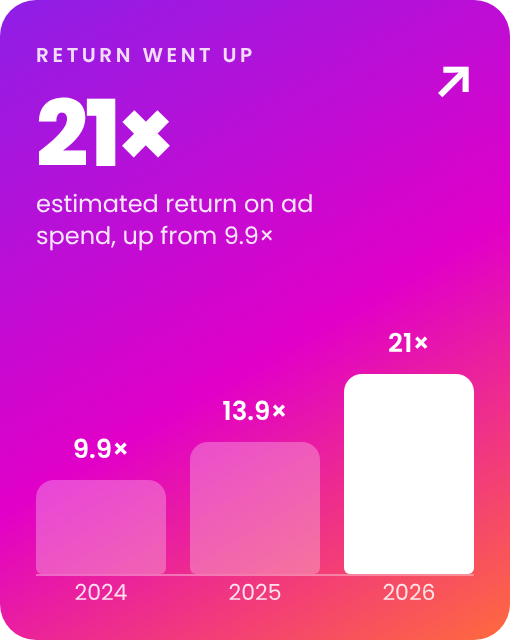 RETURN WENT UP
21×
estimated return on ad
spend, up from 9.9×
21×
13.9×
9.9×
2024
2025
2026